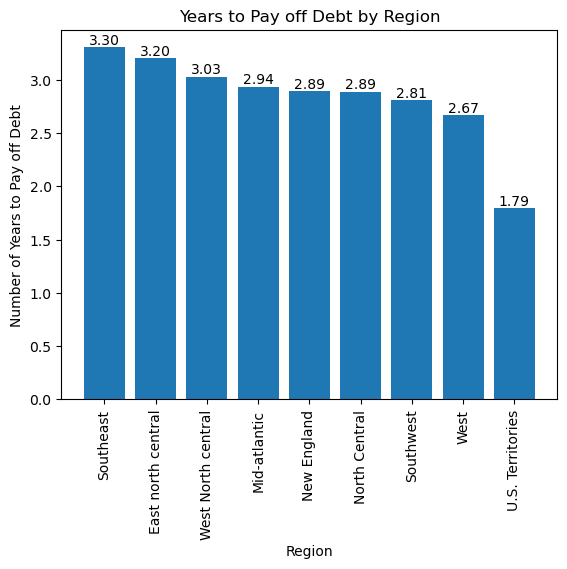 Years to Pay off Debt by Region
Number of Years to Pay off Debt
3.0
2.5
2.0
1.5
1.0
0.5
0.0
3.30
3.20
3.03
2.94
2.89
2.89
2.81
2.67
1.79
Southeast
East north central
West North central
Mid-atlantic
New England
North Central
Southwest
West
U.S. Territories
Region